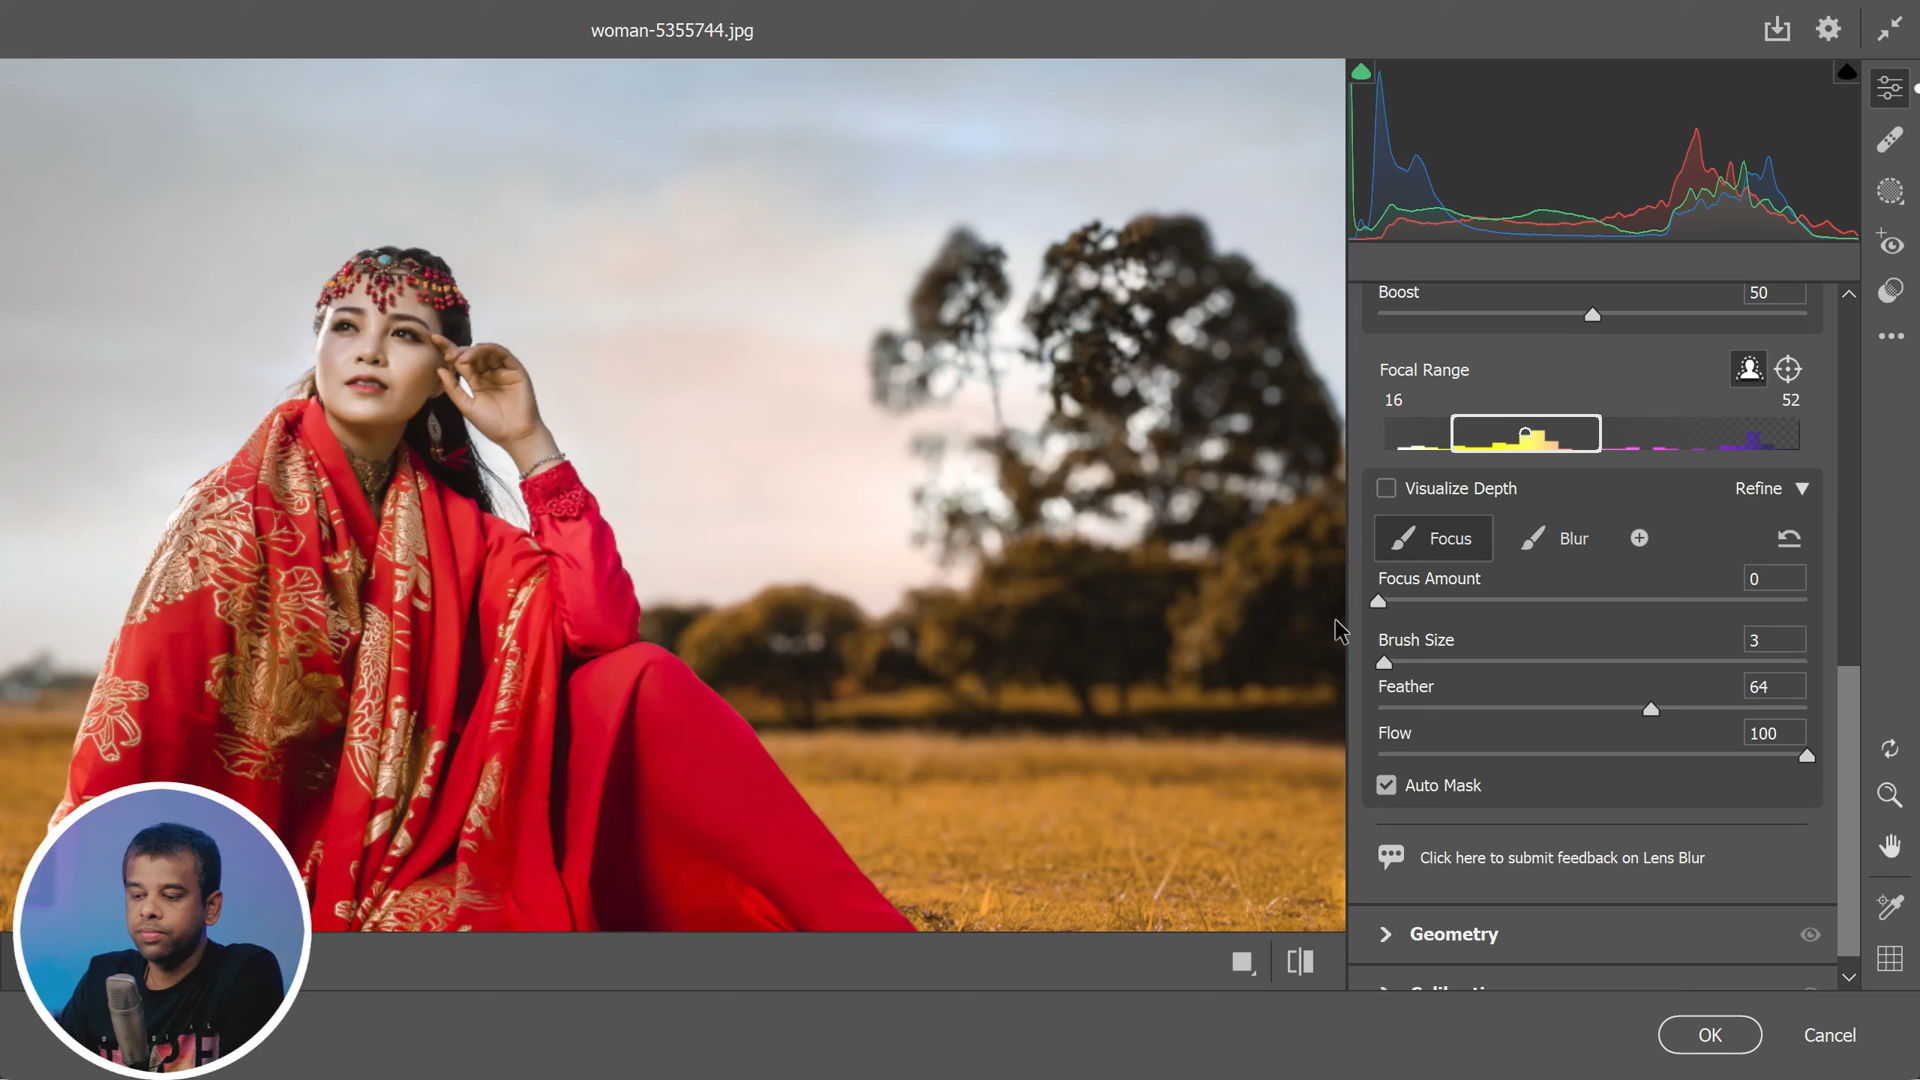 woman-5355744.jpg
Boost 50
Focal Range
16 52
Visualize Depth Refine
Focus Blur
Focus Amount 0
Brush Size 3
Feather 64
Flow 100
Auto Mask
Click here to submit feedback on Lens Blur
Geometry
OK Cancel